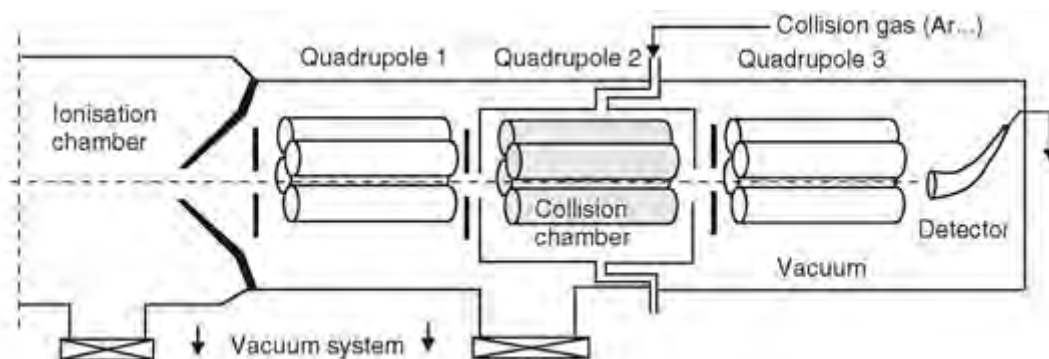 Collision gas (Ar...)
Quadrupole 1
Quadrupole 2
Quadrupole 3
Ionisation
chamber
Collision
chamber
Detector
Vacuum
Vacuum system